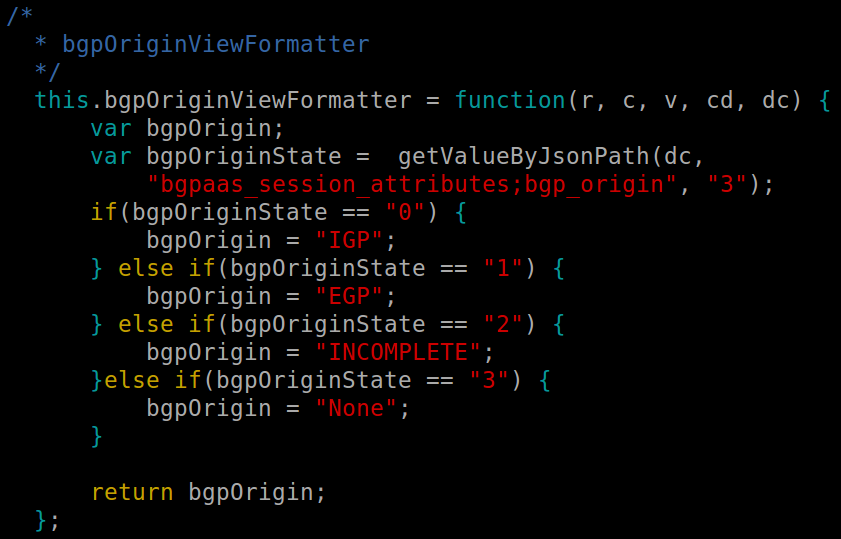 /*
 * bgpOriginViewFormatter
 */
this.bgpOriginViewFormatter = function(r, c, v, cd, dc) {
var bgpOrigin;
var bgpOriginState =  getValueByJsonPath(dc,
"bgpaas_session_attributes;bgp_origin", "3");
if(bgpOriginState == "0") {
bgpOrigin = "IGP";
} else if(bgpOriginState == "1") {
bgpOrigin = "EGP";
} else if(bgpOriginState == "2") {
bgpOrigin = "INCOMPLETE";
}else if(bgpOriginState == "3") {
bgpOrigin = "None";
}
return bgpOrigin;
};